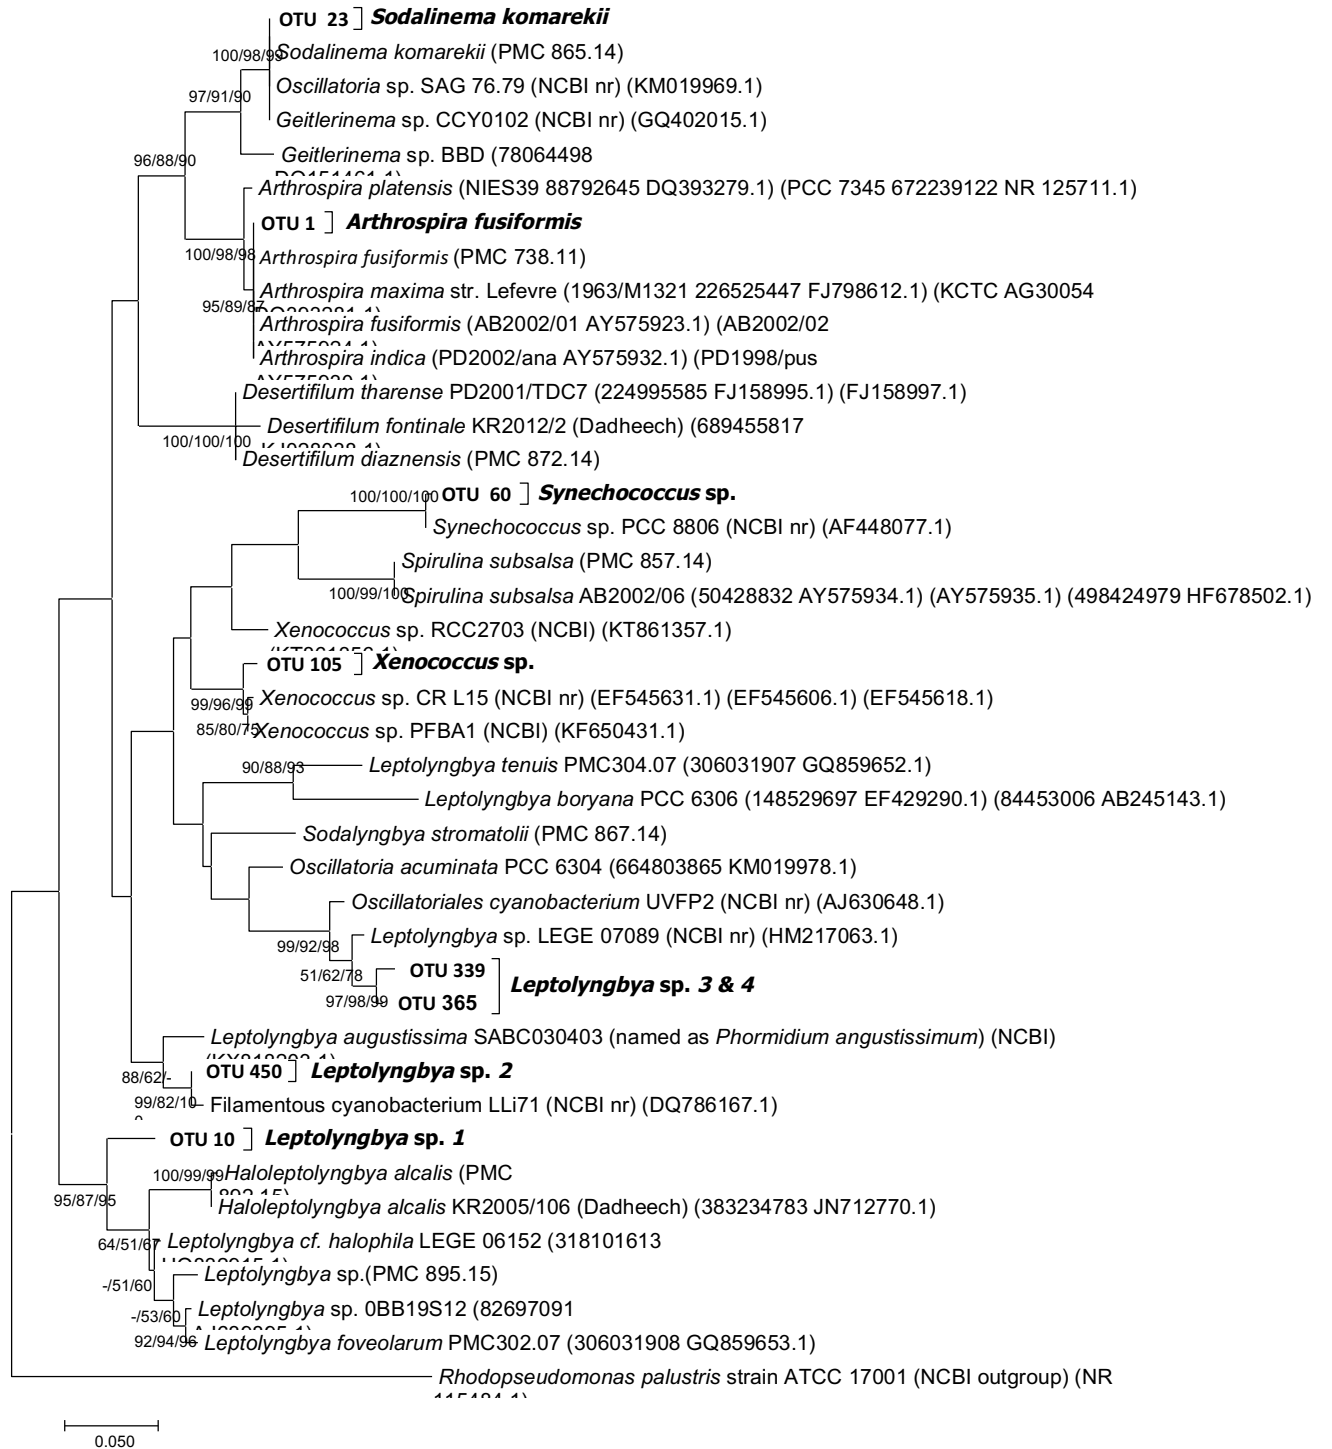 OTU 23 Sodalinema komarekii
100/98/99
Sodalinema komarekii (PMC 865.14)
Oscillatoria sp. SAG 76.79 (NCBI nr) (KM019969.1)
97/91/90
Geitlerinema sp. CCY0102 (NCBI nr) (GQ402015.1)
Geitlerinema sp. BBD (78064498
96/88/90
Arthrospira platensis (NIES39 88792645 DQ393279.1) (PCC 7345 672239122 NR 125711.1)
OTU 1 Arthrospira fusiformis
100/98/98
Arthrospira fusiformis (PMC 738.11)
Arthrospira maxima str. Lefevre (1963/M1321 226525447 FJ798612.1) (KCTC AG30054
95/89/87
Arthrospira fusiformis (AB2002/01 AY575923.1) (AB2002/02
Arthrospira indica (PD2002/ana AY575932.1) (PD1998/pus
Desertifilum tharense PD2001/TDC7 (224995585 FJ158995.1) (FJ158997.1)
Desertifilum fontinale KR2012/2 (Dadheech) (689455817
100/100/100
Desertifilum diaznensis (PMC 872.14)
100/100/100
OTU 60 Synechococcus sp.
Synechococcus sp. PCC 8806 (NCBI nr) (AF448077.1)
Spirulina subsalsa (PMC 857.14)
100/99/100
Spirulina subsalsa AB2002/06 (50428832 AY575934.1) (AY575935.1) (498424979 HF678502.1)
Xenococcus sp. RCC2703 (NCBI) (KT861357.1)
OTU 105 Xenococcus sp.
99/96/99
Xenococcus sp. CR L15 (NCBI nr) (EF545631.1) (EF545606.1) (EF545618.1)
85/80/75
Xenococcus sp. PFBA1 (NCBI) (KF650431.1)
90/88/93
Leptolyngbya tenuis PMC304.07 (306031907 GQ859652.1)
Leptolyngbya boryana PCC 6306 (148529697 EF429290.1) (84453006 AB245143.1)
Sodalyngbya stromatolii (PMC 867.14)
Oscillatoria acuminata PCC 6304 (664803865 KM019978.1)
Oscillatoriales cyanobacterium UVFP2 (NCBI nr) (AJ630648.1)
99/92/98
Leptolyngbya sp. LEGE 07089 (NCBI nr) (HM217063.1)
51/62/78
OTU 339
Leptolyngbya sp. 3 & 4
97/98/99
OTU 365
Leptolyngbya augustissima SABC030403 (named as Phormidium angustissimum) (NCBI)
88/62/-
OTU 450 Leptolyngbya sp. 2
99/82/10
Filamentous cyanobacterium LLi71 (NCBI nr) (DQ786167.1)
OTU 10 Leptolyngbya sp. 1
100/99/99
Haloleptolyngbya alcalis (PMC
95/87/95
Haloleptolyngbya alcalis KR2005/106 (Dadheech) (383234783 JN712770.1)
64/51/67
Leptolyngbya cf. halophila LEGE 06152 (318101613
-/51/60
Leptolyngbya sp.(PMC 895.15)
-/53/60
Leptolyngbya sp. 0BB19S12 (82697091
92/94/96
Leptolyngbya foveolarum PMC302.07 (306031908 GQ859653.1)
Rhodopseudomonas palustris strain ATCC 17001 (NCBI outgroup) (NR
0.050